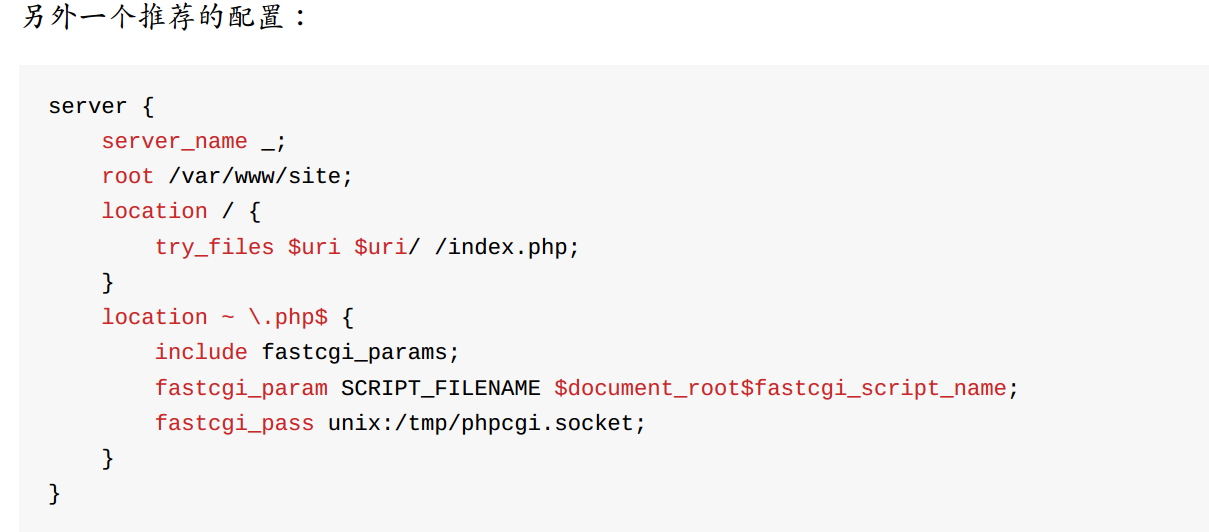 另外一个推荐的配置：
server {
    server_name _;
    root /var/www/site;
    location / {
        try_files $uri $uri/ /index.php;
    }
    location ~ \.php$ {
        include fastcgi_params;
        fastcgi_param SCRIPT_FILENAME $document_root$fastcgi_script_name;
        fastcgi_pass unix:/tmp/phpcgi.socket;
    }
}